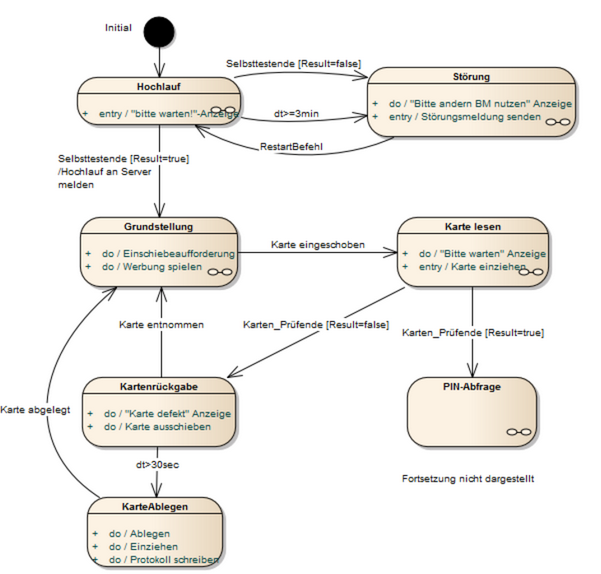 Initial
Selbsttestende [Result=false]
Hochlauf
+ entry / "bitte warten!"-Anzeige
Störung
+ do / "Bitte andern BM nutzen" Anzeige
+ entry / Störungsmeldung senden
dt>=3min
RestartBefehl
Selbsttestende [Result=true]
/Hochlauf an Server
melden
Grundstellung
+ do / Einschiebeaufforderung
+ do / Werbung spielen
Karte eingeschoben
Karte lesen
+ do / "Bitte warten" Anzeige
+ entry / Karte einziehen
Karte entnommen
Karten_Prüfende [Result=false]
Karten_Prüfende [Result=true]
Kartenrückgabe
+ do / "Karte defekt" Anzeige
+ do / Karte ausschieben
PIN-Abfrage
Karte abgelegt
dt>30sec
Fortsetzung nicht dargestellt
KarteAblegen
+ do / Ablegen
+ do / Einziehen
+ do / Protokoll schreiben